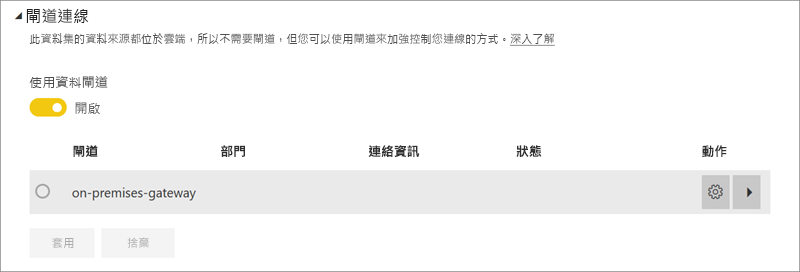 閘道連線
此資料集的資料來源都位於雲端，所以不需要閘道，但您可以使用閘道來加強控制您連線的方式。深入了解
使用資料閘道
開啟
閘道 部門 連絡資訊 狀態 動作
on-premises-gateway
套用 捨棄